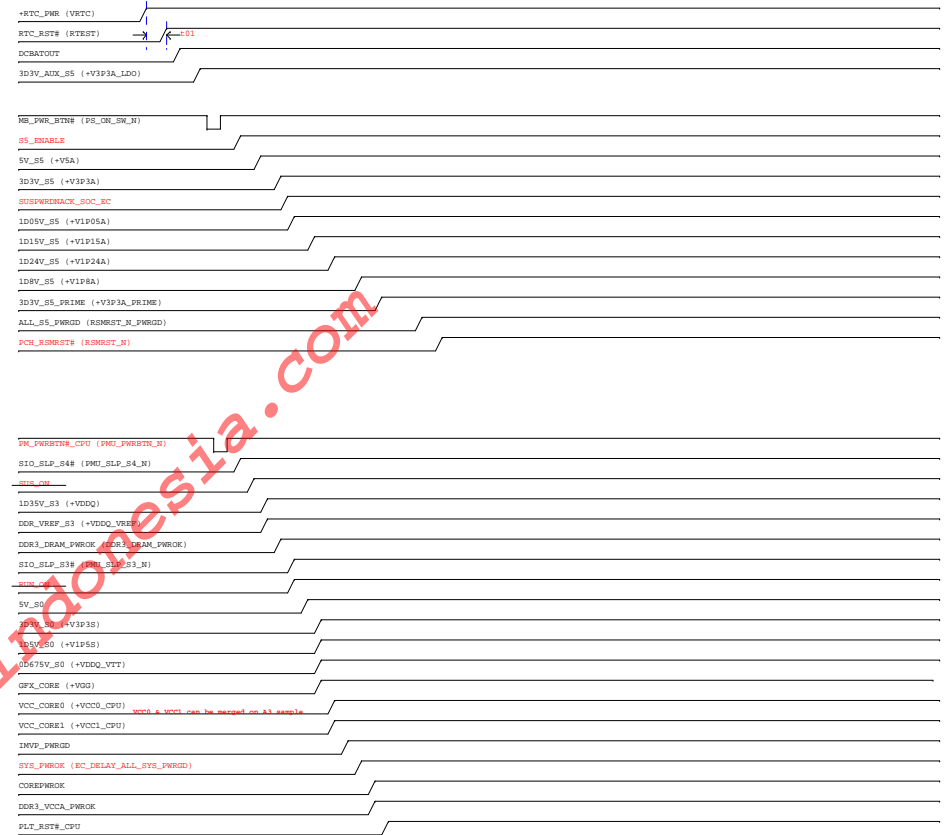 +RTC_PWR (VRTC)
RTC_RST# (RTEST)
t01
DCBATOUT
3D3V_AUX_S5 (+V3P3A_LDO)
MB_PWR_BTN# (PS_ON_SW_N)
S5_ENABLE
5V_S5 (+V5A)
3D3V_S5 (+V3P3A)
SUSPWRDNACK_SOC_EC
1D05V_S5 (+V1P05A)
1D15V_S5 (+V1P15A)
1D24V_S5 (+V1P24A)
1D8V_S5 (+V1P8A)
3D3V_S5_PRIME (+V3P3A_PRIME)
ALL_S5_PWRGD (RSMRST_N_PWRGD)
PCH_RSMRST# (RSMRST_N)
PM_PWRBTN#_CPU (PMU_PWRBTN_N)
SIO_SLP_S4# (PMU_SLP_S4_N)
SUS_ON
1D35V_S3 (+VDDQ)
DDR_VREF_S3 (+VDDQ_VREF)
DDR3_DRAM_PWROK (DDR3_DRAM_PWROK)
SIO_SLP_S3# (PMU_SLP_S3_N)
RUN_ON
5V_S0
3D3V_S0 (+V3P3S)
1D5V_S0 (+V1P5S)
0D675V_S0 (+VDDQ_VTT)
GFX_CORE (+VGG)
VCC_CORE0 (+VCC0_CPU)
VCC0 & VCC1 can be merged on A3 sample
VCC_CORE1 (+VCC1_CPU)
IMVP_PWRGD
SYS_PWROK (EC_DELAY_ALL_SYS_PWRGD)
COREPWROK
DDR3_VCCA_PWROK
PLT_RST#_CPU
indonesia.com